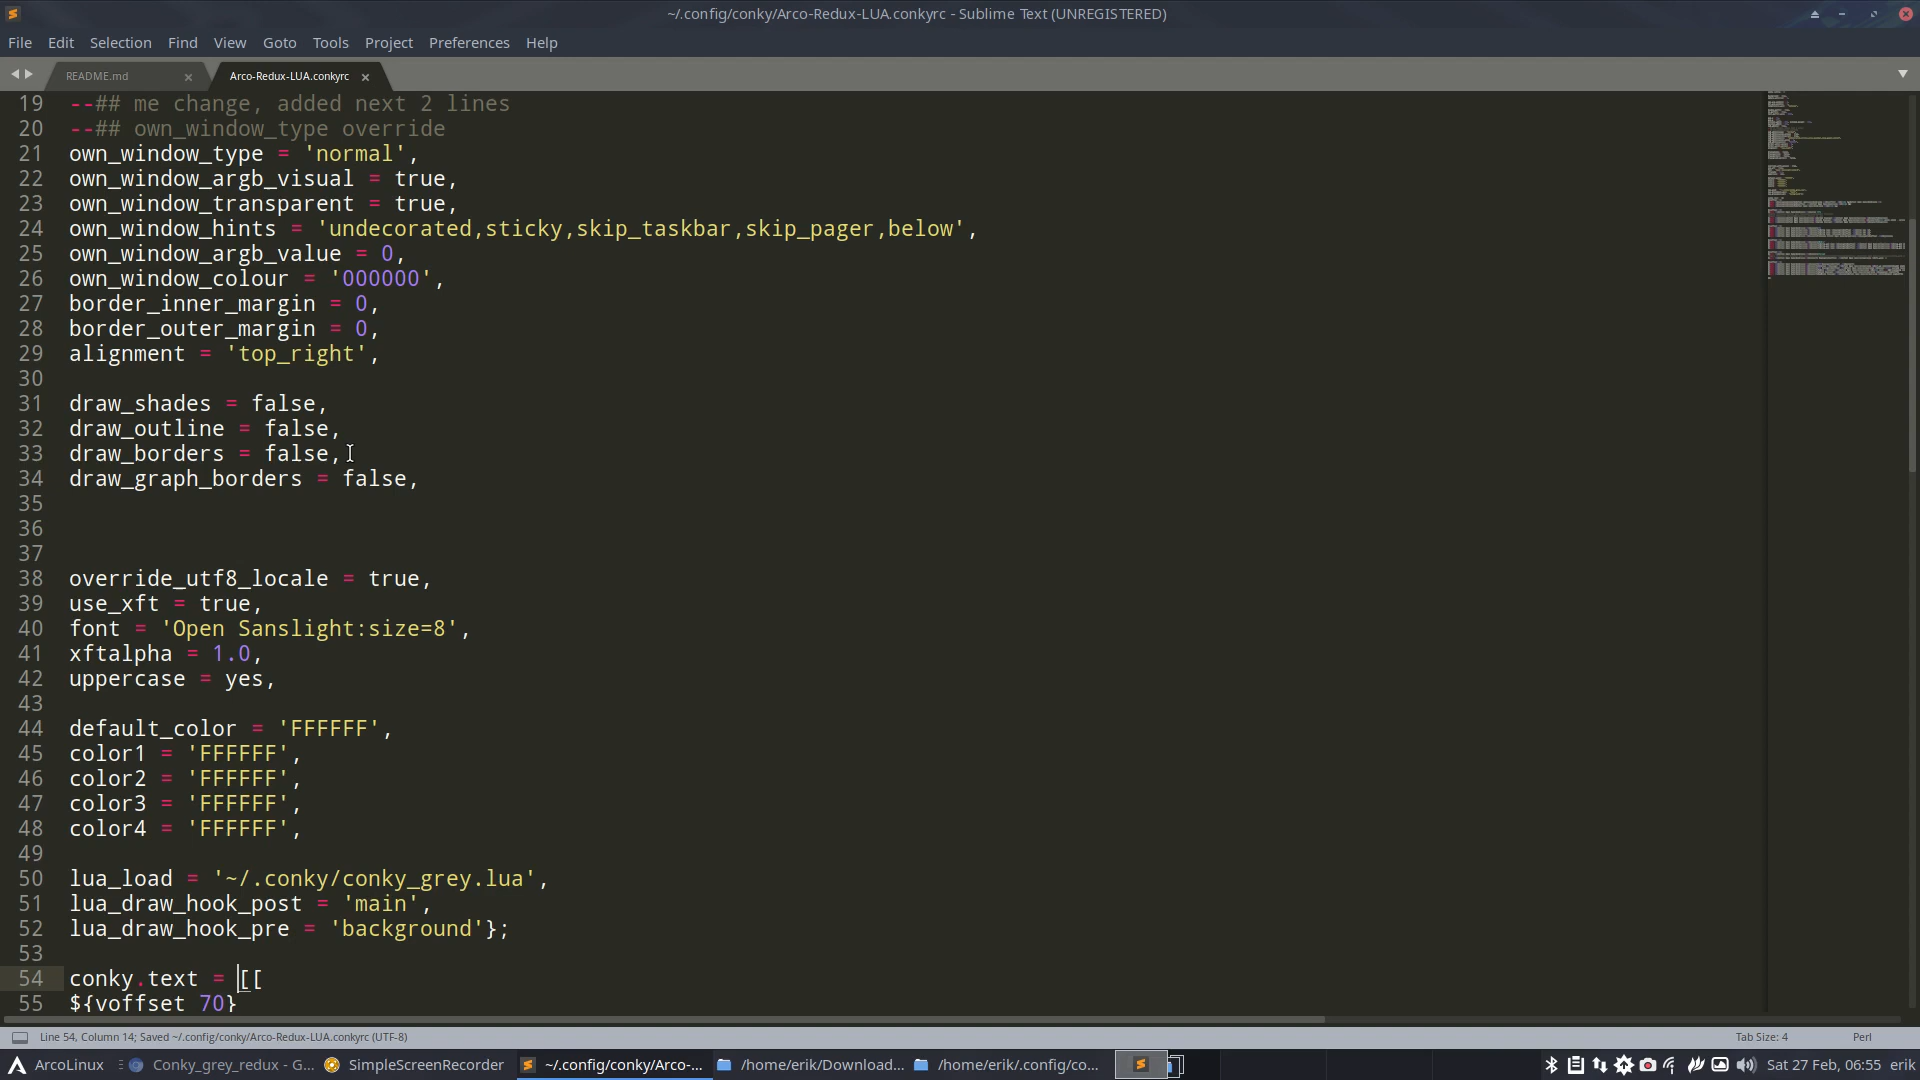 ~/.config/conky/Arco-Redux-LUA.conkyrc - Sublime Text (UNREGISTERED)
File Edit Selection Find View Goto Tools Project Preferences Help
README.md × Arco-Redux-LUA.conkyrc ×
19 --## me change, added next 2 lines
20 --## own_window_type override
21 own_window_type = 'normal',
22 own_window_argb_visual = true,
23 own_window_transparent = true,
24 own_window_hints = 'undecorated,sticky,skip_taskbar,skip_pager,below',
25 own_window_argb_value = 0,
26 own_window_colour = '000000',
27 border_inner_margin = 0,
28 border_outer_margin = 0,
29 alignment = 'top_right',
30
31 draw_shades = false,
32 draw_outline = false,
33 draw_borders = false,
34 draw_graph_borders = false,
35
36
37
38 override_utf8_locale = true,
39 use_xft = true,
40 font = 'Open Sanslight:size=8',
41 xftalpha = 1.0,
42 uppercase = yes,
43
44 default_color = 'FFFFFF',
45 color1 = 'FFFFFF',
46 color2 = 'FFFFFF',
47 color3 = 'FFFFFF',
48 color4 = 'FFFFFF',
49
50 lua_load = '~/.conky/conky_grey.lua',
51 lua_draw_hook_post = 'main',
52 lua_draw_hook_pre = 'background'};
53
54 conky.text = [[
55 ${voffset 70}
Line 54, Column 14; Saved ~/.config/conky/Arco-Redux-LUA.conkyrc (UTF-8) Tab Size: 4 Perl
ArcoLinux Conky_grey_redux - G... SimpleScreenRecorder ~/.config/conky/Arco-... /home/erik/Download... /home/erik/.config/co... Sat 27 Feb, 06:55 erik